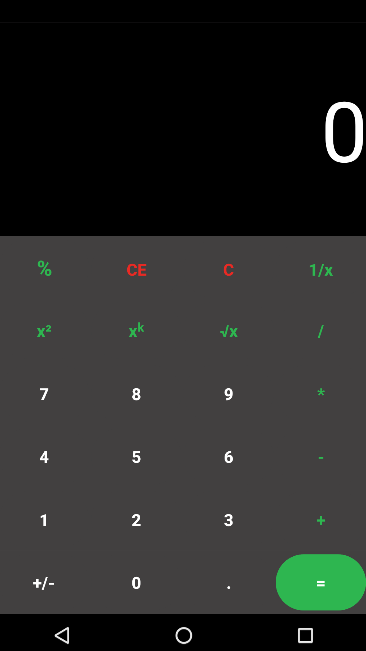 0
% CE C 1/x
x² xᵏ √x /
7 8 9 *
4 5 6 -
1 2 3 +
+/- 0 . =